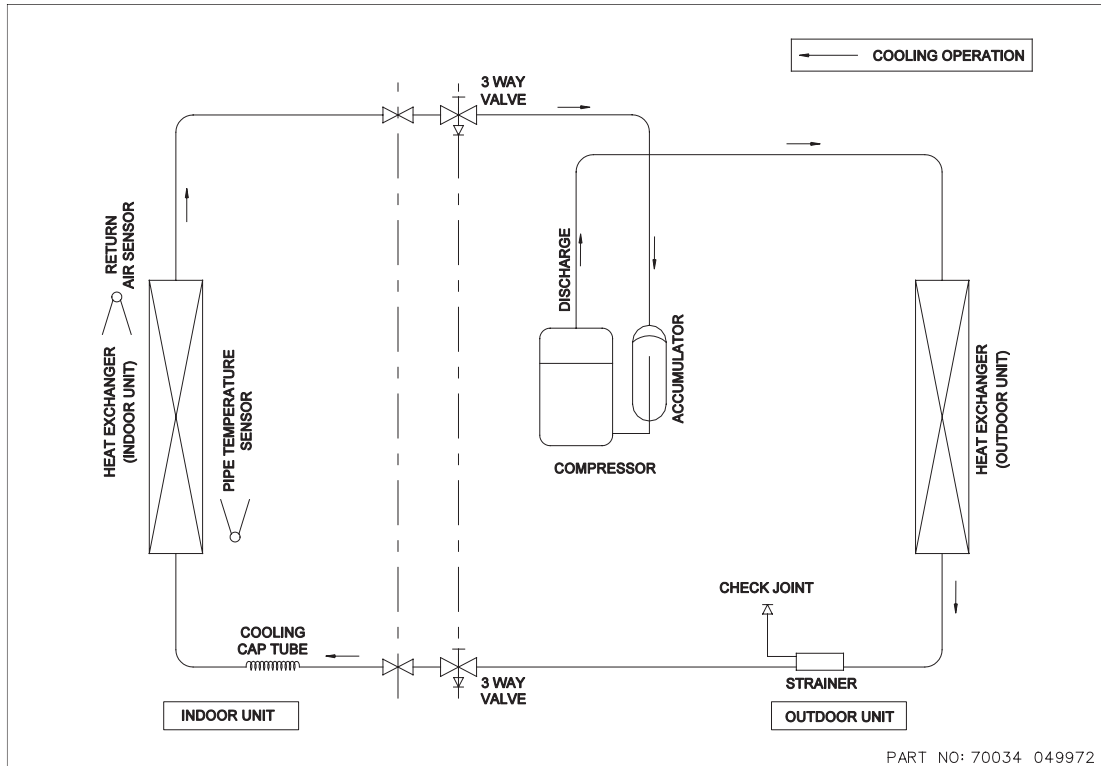 COOLING OPERATION
3 WAY
VALVE
RETURN
AIR SENSOR
HEAT EXCHANGER
(INDOOR UNIT)
PIPE TEMPERATURE
SENSOR
DISCHARGE
ACCUMULATOR
COMPRESSOR
HEAT EXCHANGER
(OUTDOOR UNIT)
CHECK JOINT
COOLING
CAP TUBE
3 WAY
VALVE
STRAINER
INDOOR UNIT
OUTDOOR UNIT
PART NO: 70034 049972